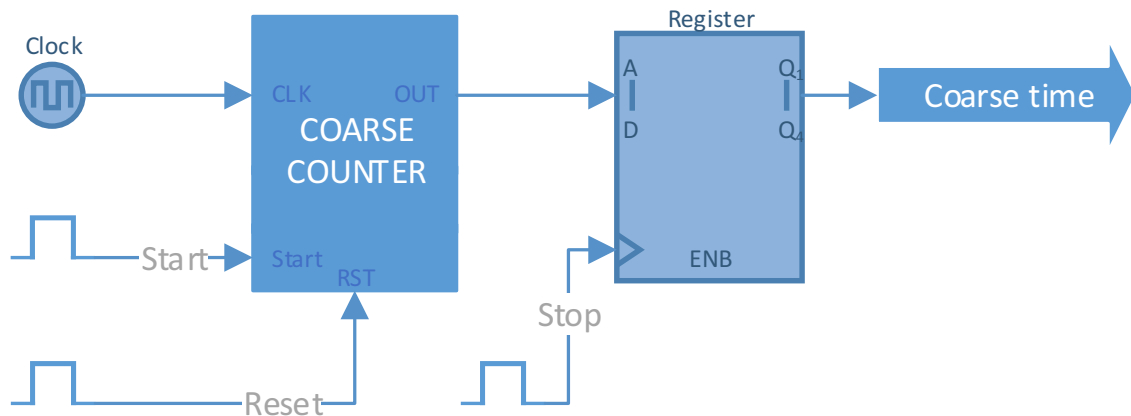 Register
Clock
CLK
OUT
COARSE
COUNTER
Start
Start
RST
Reset
A
D
Q1
Q4
ENB
Stop
Coarse time